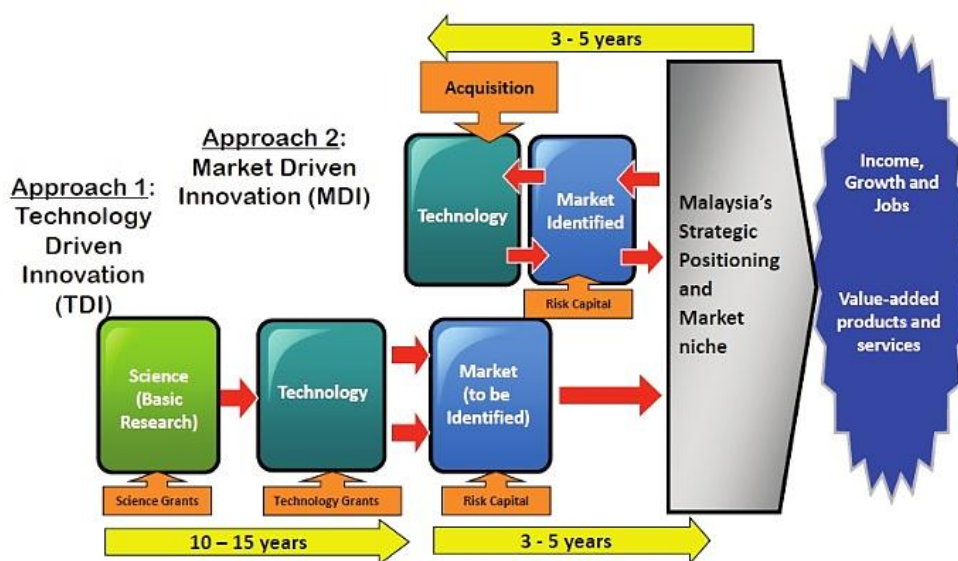 3 - 5 years
Acquisition
Approach 2:
Market Driven
Innovation (MDI)
Approach 1:
Technology
Driven
Innovation
(TDI)
Technology
Market
Identified
Risk Capital
Malaysia's
Strategic
Positioning
and
Market
niche
Income,
Growth and
Jobs
Value-added
products and
services
Science
(Basic
Research)
Technology
Market
(to be
Identified)
Science Grants
Technology Grants
Risk Capital
10 – 15 years
3 - 5 years